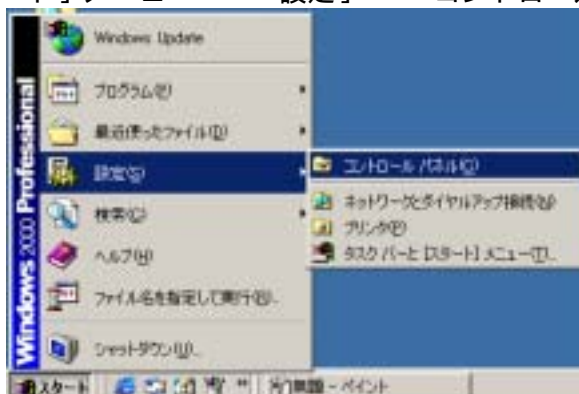 設定
Windows Update
プログラム(P)
最近使ったファイル(D)
設定(S)
検索(C)
ヘルプ(H)
ファイル名を指定して実行(R)...
シャットダウン(U)...
Windows 2000 Professional
コントロール パネル(C)
ネットワークとダイヤルアップ接続(N)
プリンタ(P)
タスク バーと [スタート] メニュー(T)...
スタート
無題 - ペイント